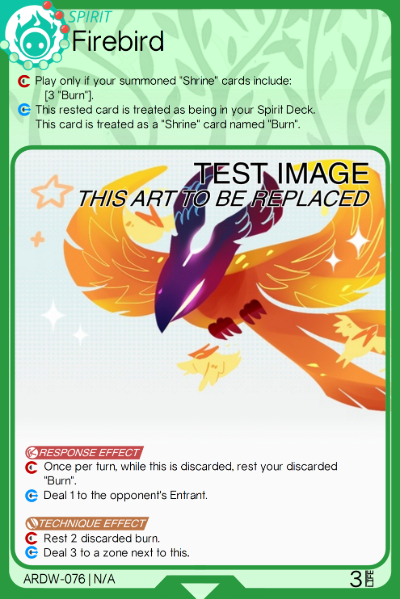 SPIRIT
Firebird
Play only if your summoned "Shrine" cards include:
[3 "Burn"].
This rested card is treated as being in your Spirit Deck.
This card is treated as a "Shrine" card named "Burn".
TEST IMAGE
THIS ART TO BE REPLACED
RESPONSE EFFECT
Once per turn, while this is discarded, rest your discarded
"Burn".
Deal 1 to the opponent's Entrant.
TECHNIQUE EFFECT
Rest 2 discarded burn.
Deal 3 to a zone next to this.
ARDW-076 | N/A
3 LIFE